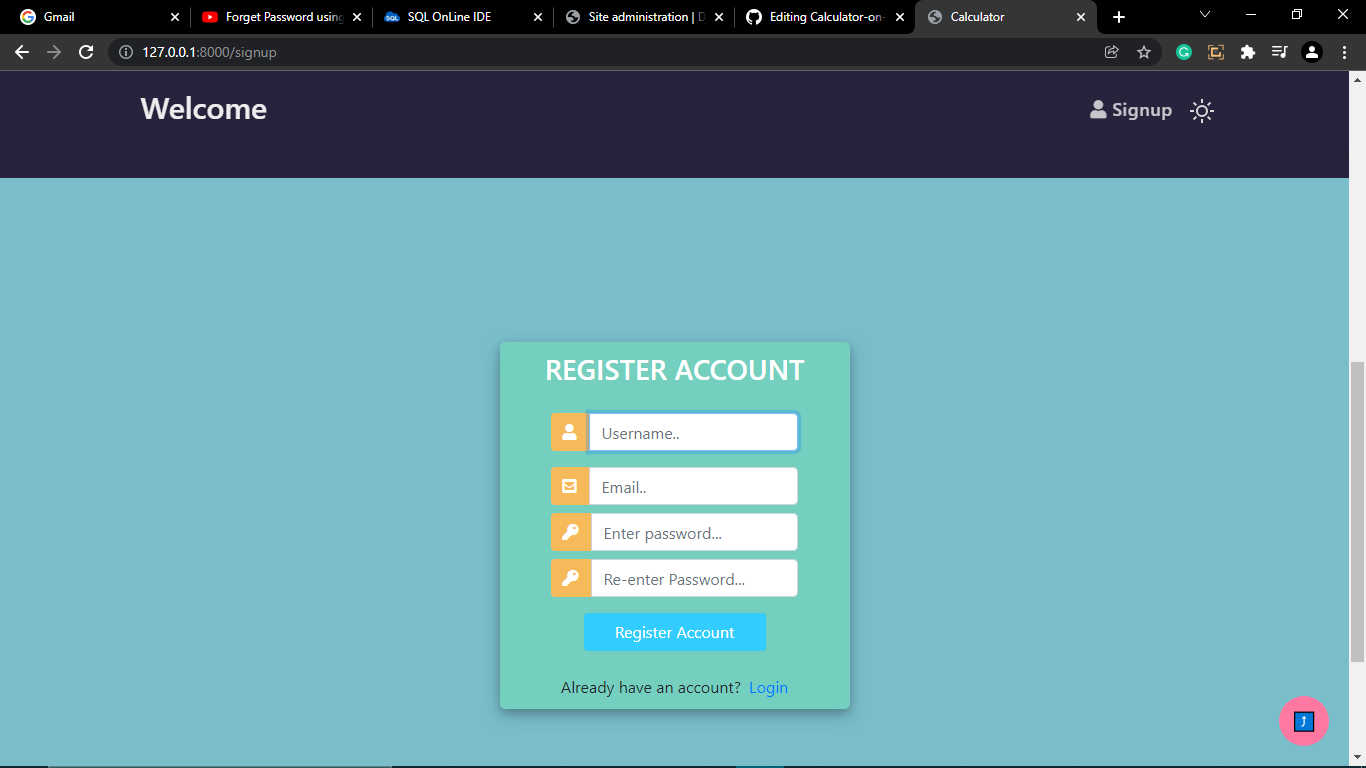 Gmail
Forget Password using
SQL OnLine IDE
Site administration | D
Editing Calculator-on-
Calculator
127.0.0.1:8000/signup
Welcome
Signup
REGISTER ACCOUNT
Username..
Email..
Enter password...
Re-enter Password...
Register Account
Already have an account? Login